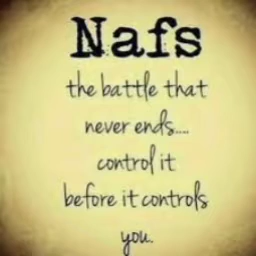 Nafs
the battle that
never ends....
control it
before it controls
you.